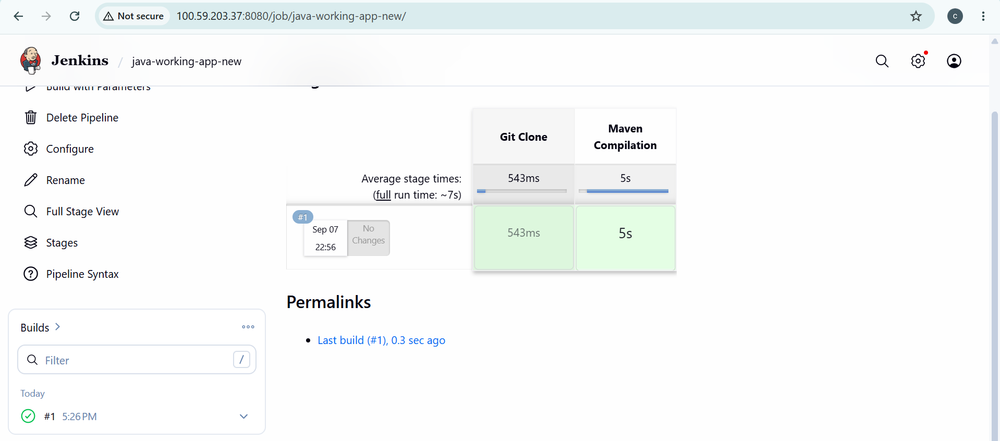 Not secure
100.59.203.37:8080/job/java-working-app-new/
c
Jenkins / java-working-app-new
Build with Parameters
Delete Pipeline
Configure
Rename
Full Stage View
Stages
Pipeline Syntax
Builds
Filter
/
Today
#1 5:26 PM
Git Clone
Maven
Compilation
Average stage times:
(full run time: ~7s)
543ms
5s
#1
Sep 07
22:56
No
Changes
543ms
5s
Permalinks
Last build (#1), 0.3 sec ago